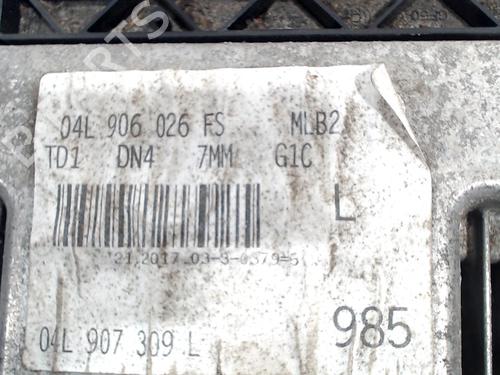 04L 906 026 FS MLB2
TD1 DN4 7MM G1C
L
21.2017 03-3-0379-5
04L 907 309 L
985